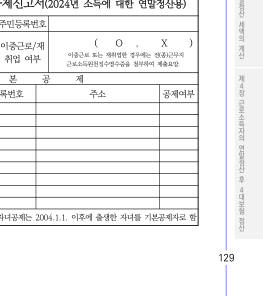 제신고서(2024년 소득에 대한 연말정산용)
주민등록번호
이중근로/재
취업 여부
( O , X )
이중근로 또는 재취업한 경우에는 전(종)근무지
근로소득원천징수영수증을 첨부하여 제출요망.
본 공 제
록번호 주소 공제여부
자녀공제는 2004.1.1. 이후에 출생한 자녀를 기본공제자로 함
세액의 계산
제4장 근로소득자의 연말정산 후 4대보험 정산
129